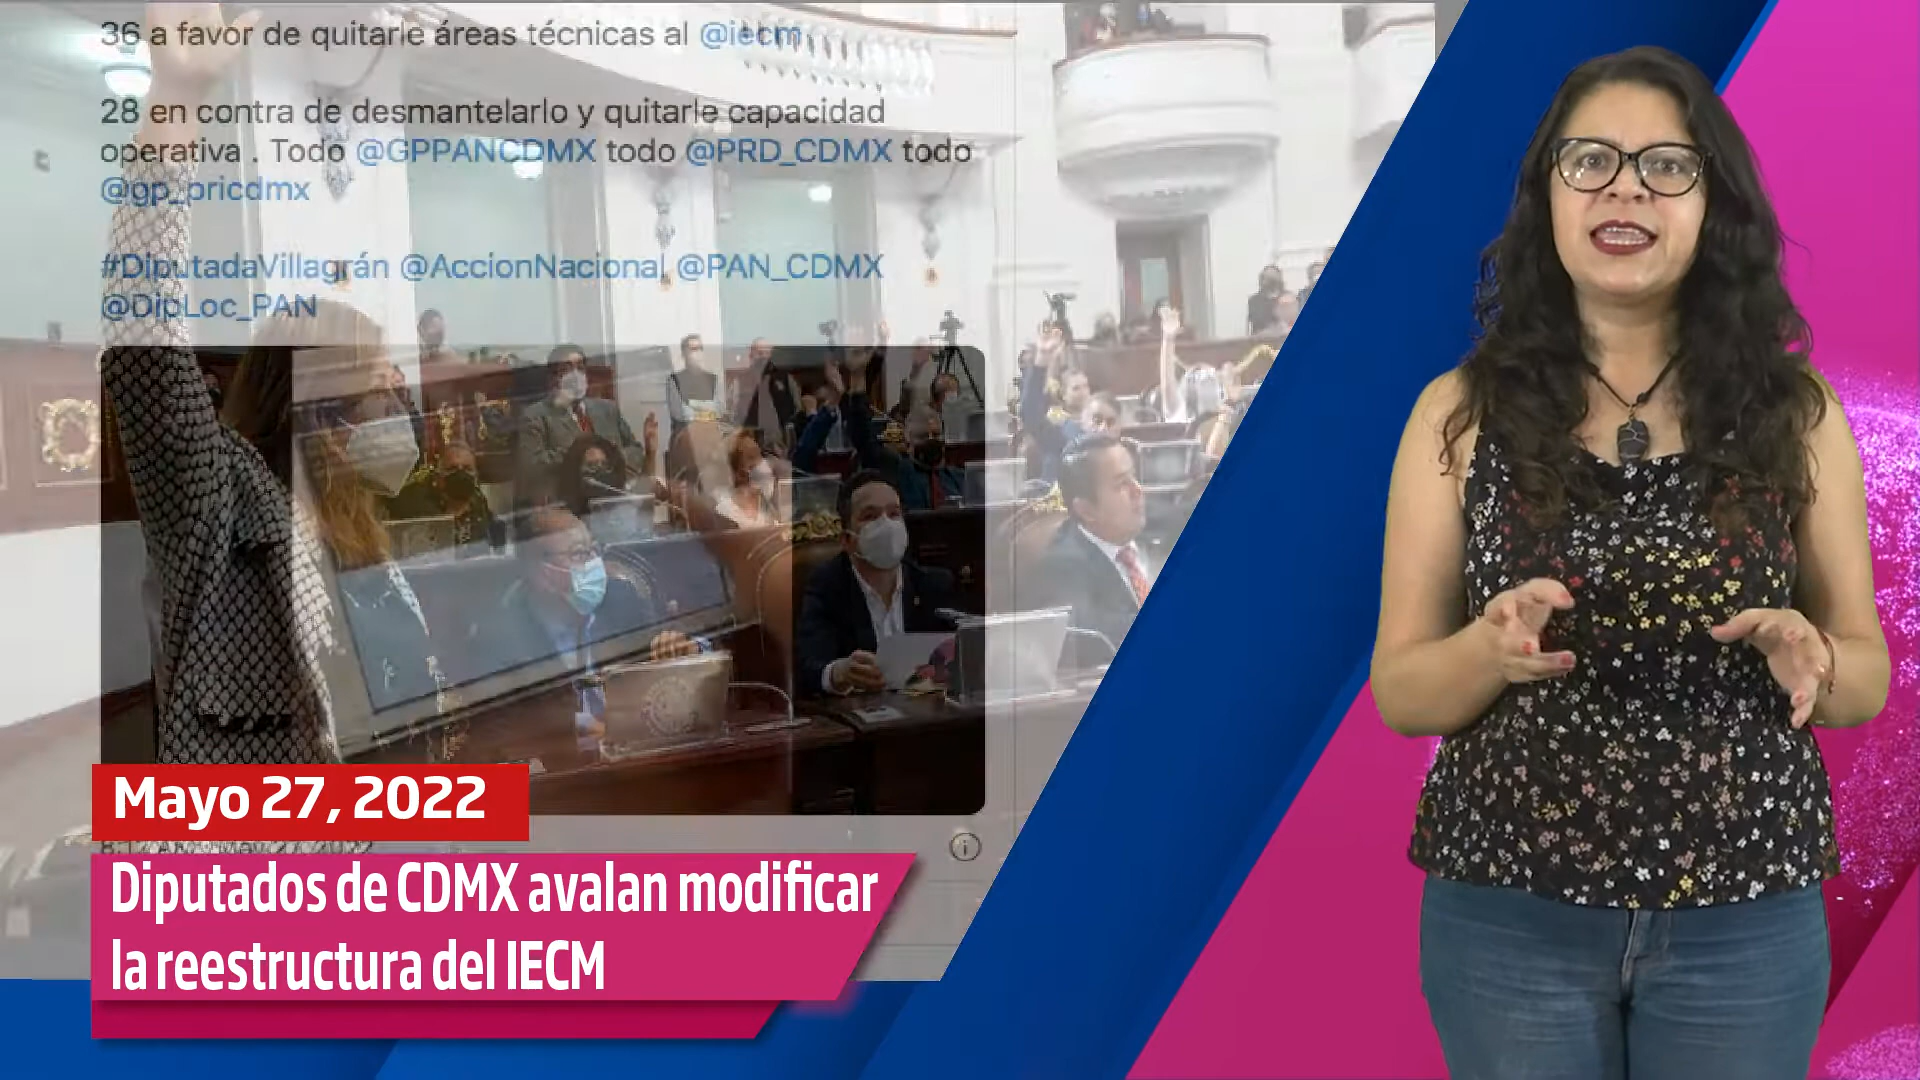 36 a favor de quitarle áreas técnicas al @iecm
28 en contra de desmantelarlo y quitarle capacidad
operativa . Todo @GPPANCDMX todo @PRD_CDMX todo
@gp_pricdmx
#DiputadaVillagrán @AccionNacional @PAN_CDMX
@DipLoc_PAN
Mayo 27, 2022
Diputados de CDMX avalan modificar
la reestructura del IECM